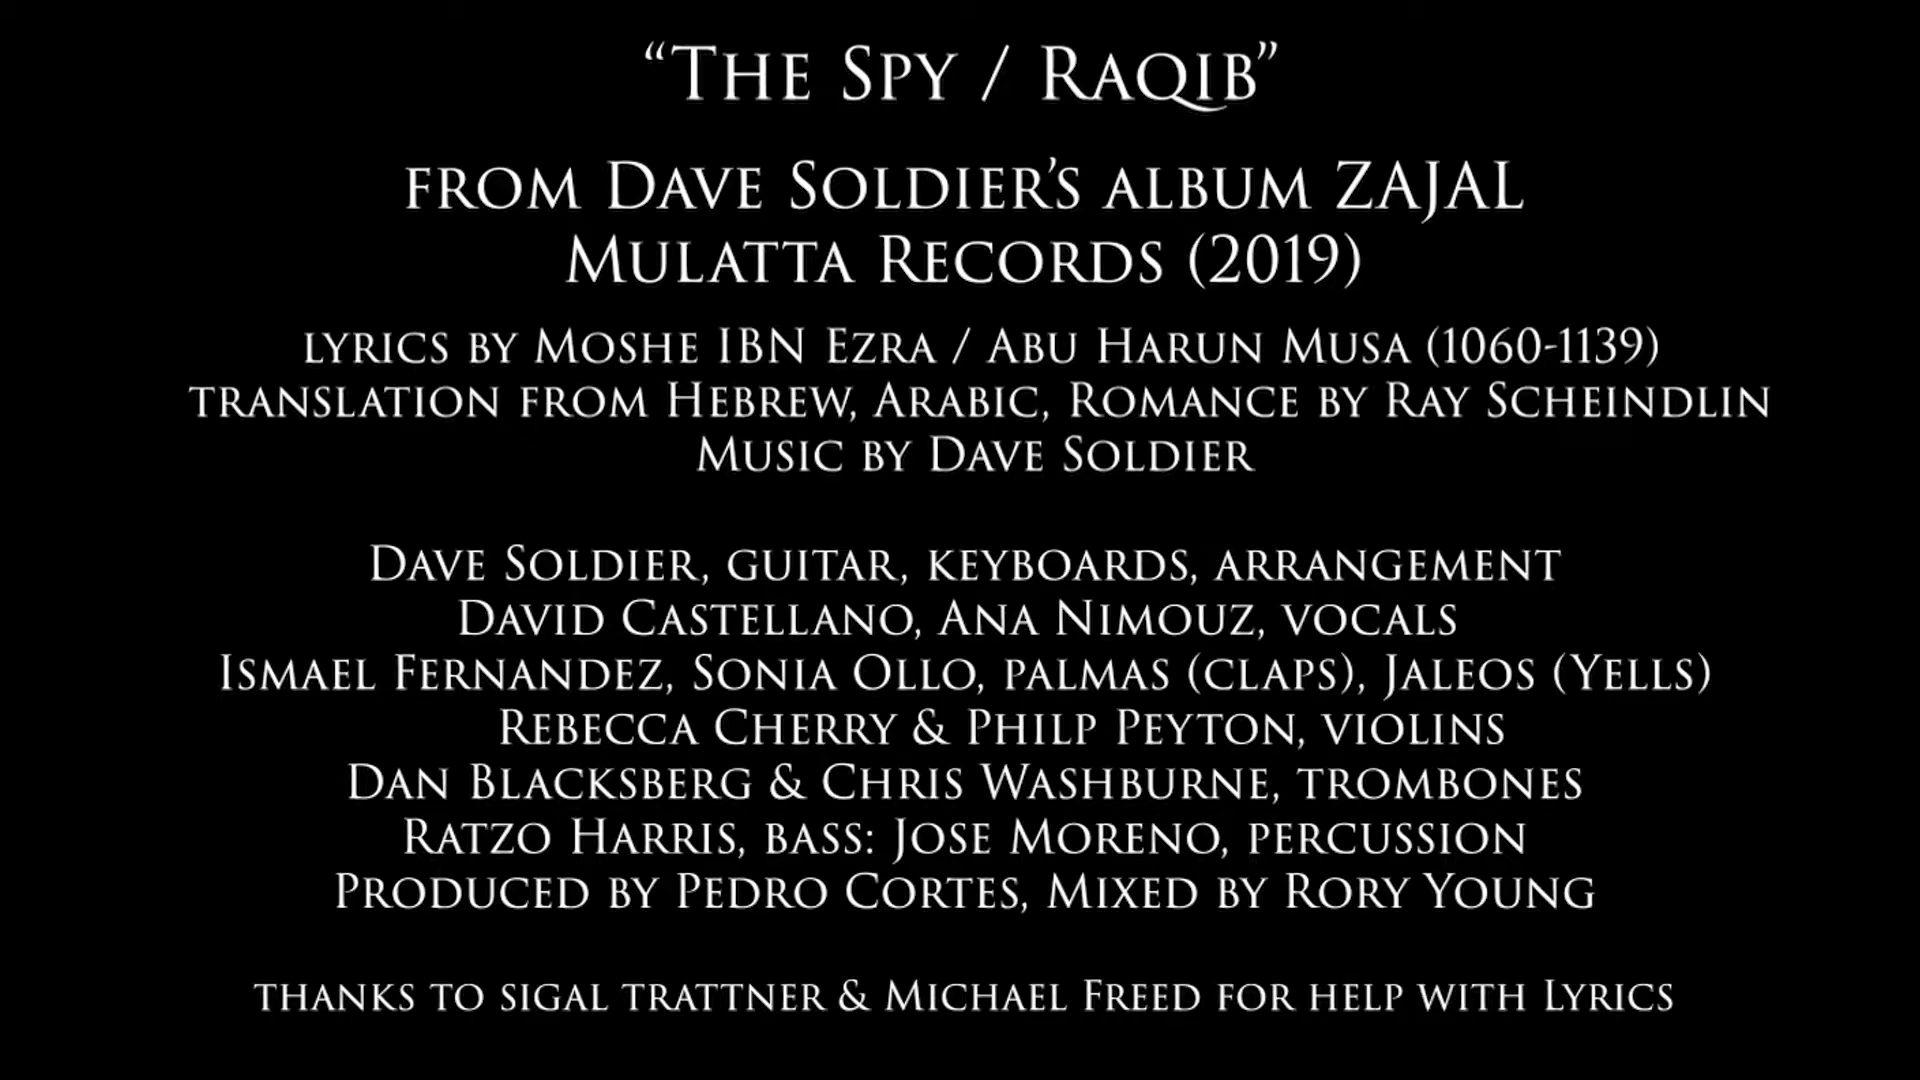 “The Spy / Raqib”
from Dave Soldier’s album ZAJAL
Mulatta Records (2019)
lyrics by Moshe IBN Ezra / Abu Harun Musa (1060-1139)
translation from Hebrew, Arabic, Romance by Ray Scheindlin
Music by Dave Soldier
Dave Soldier, guitar, keyboards, arrangement
David Castellano, Ana Nimouz, vocals
Ismael Fernandez, Sonia Ollo, palmas (claps), Jaleos (Yells)
Rebecca Cherry & Philp Peyton, violins
Dan Blacksberg & Chris Washburne, trombones
Ratzo Harris, bass: Jose Moreno, percussion
Produced by Pedro Cortes, Mixed by Rory Young
thanks to sigal trattner & Michael Freed for help with Lyrics